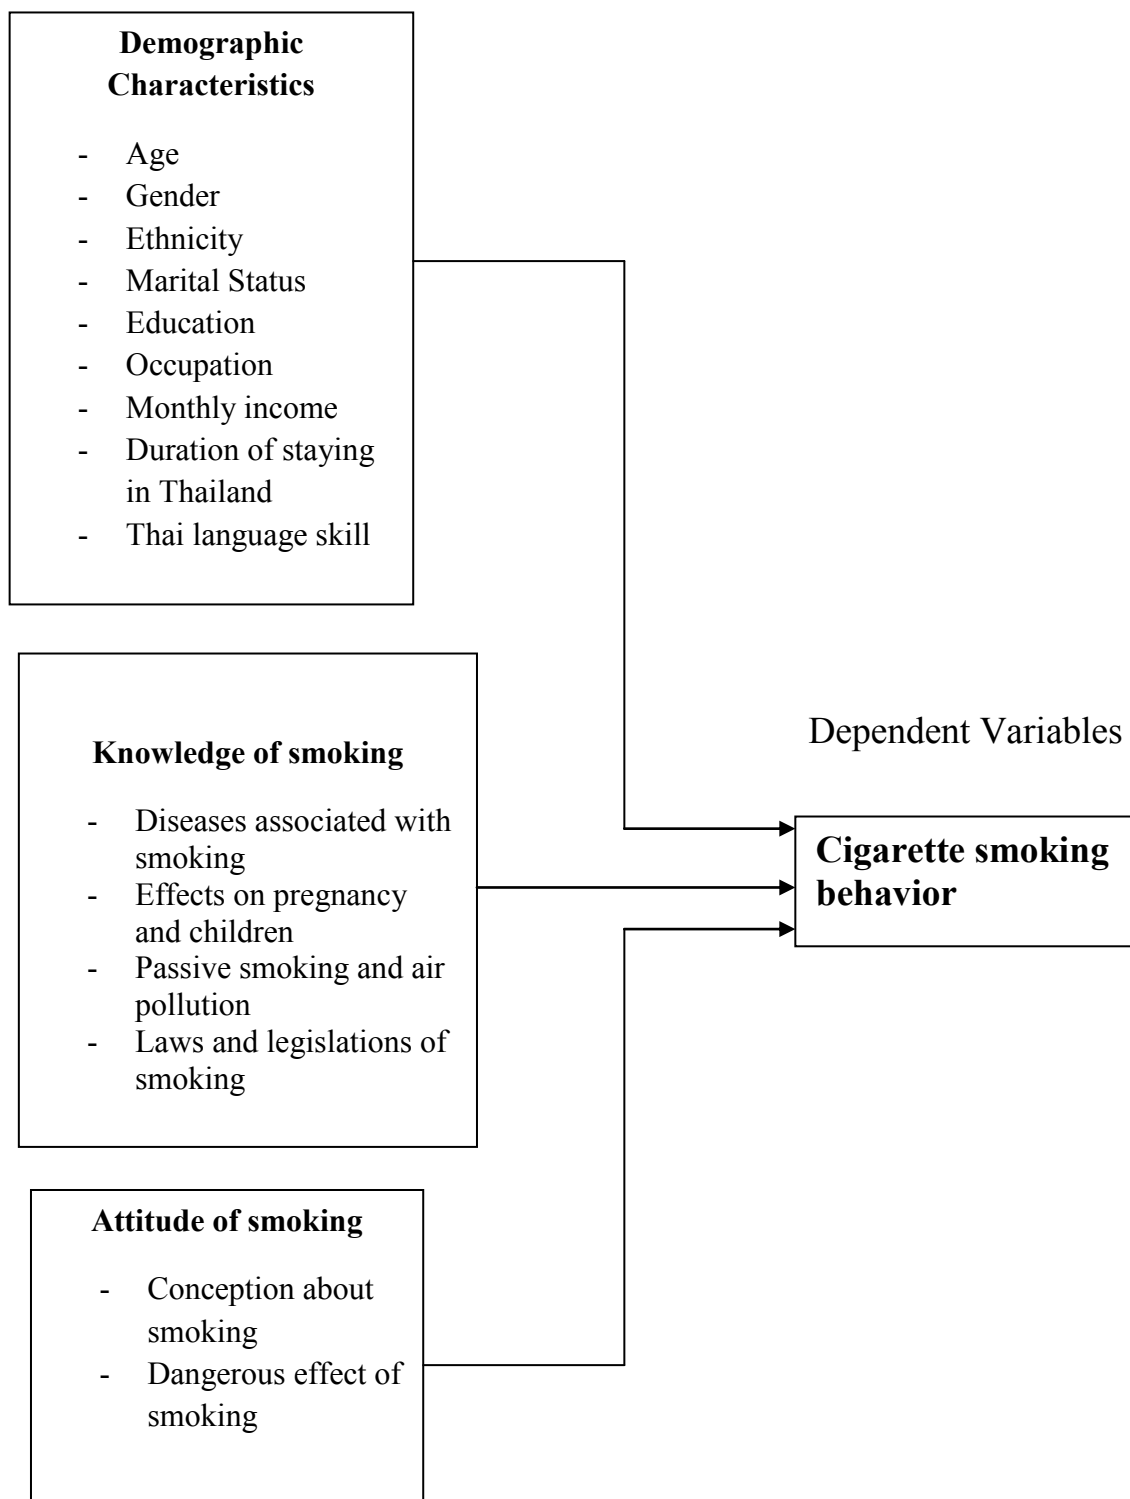 Demographic
Characteristics
- Age
- Gender
- Ethnicity
- Marital Status
- Education
- Occupation
- Monthly income
- Duration of staying
in Thailand
- Thai language skill
Knowledge of smoking
- Diseases associated with
smoking
- Effects on pregnancy
and children
- Passive smoking and air
pollution
- Laws and legislations of
smoking
Attitude of smoking
- Conception about
smoking
- Dangerous effect of
smoking
Dependent Variables
Cigarette smoking
behavior